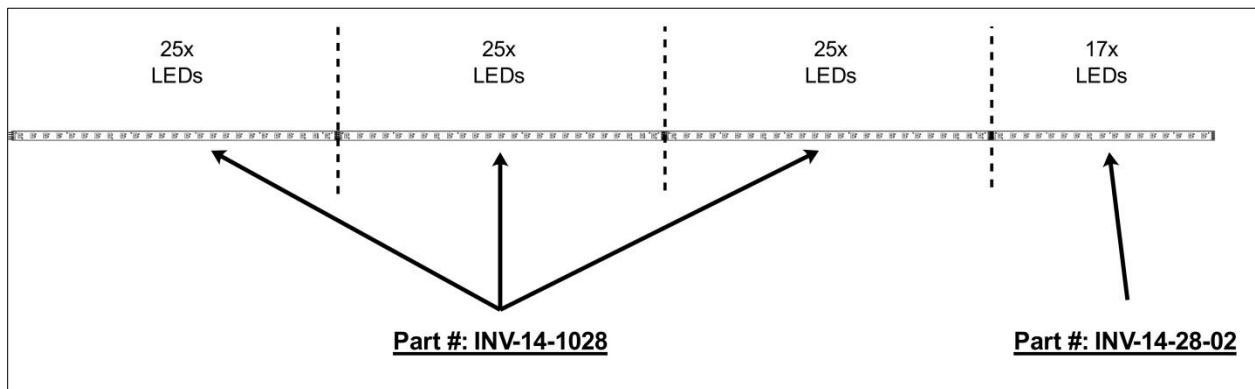 25x
LEDs
25x
LEDs
25x
LEDs
17x
LEDs
Part #: INV-14-1028
Part #: INV-14-28-02